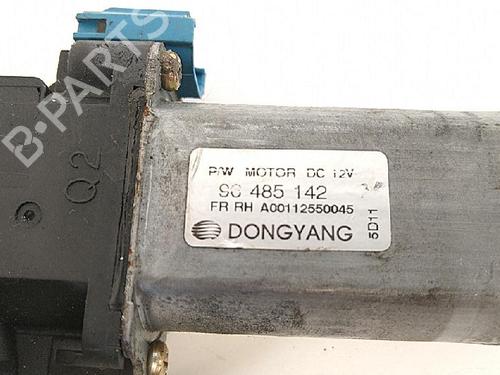 B-PARTS
Q2
P/W MOTOR DC 12V
96 485 142
FR RH A00112550045
DONGYANG
5D11